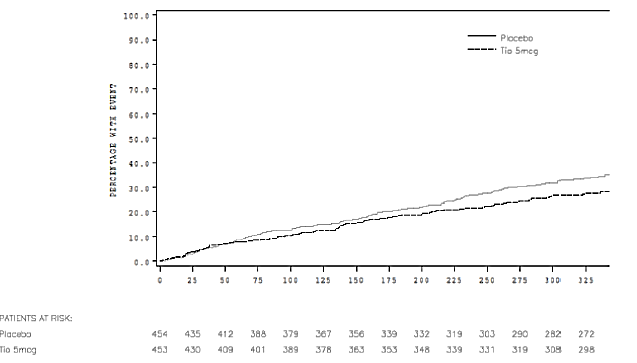 100.0
90.0
80.0
70.0
60.0
50.0
40.0
30.0
20.0
10.0
0.0
PERCENTAGE WITH EVENT
Placebo
Tio 5mcg
0 25 50 75 100 125 150 175 200 225 250 275 300 325
PATIENTS AT RISK:
Placebo 454 435 412 388 379 367 356 339 332 319 303 290 282 272
Tio 5mcg 453 430 409 401 389 378 363 353 348 339 331 319 308 298